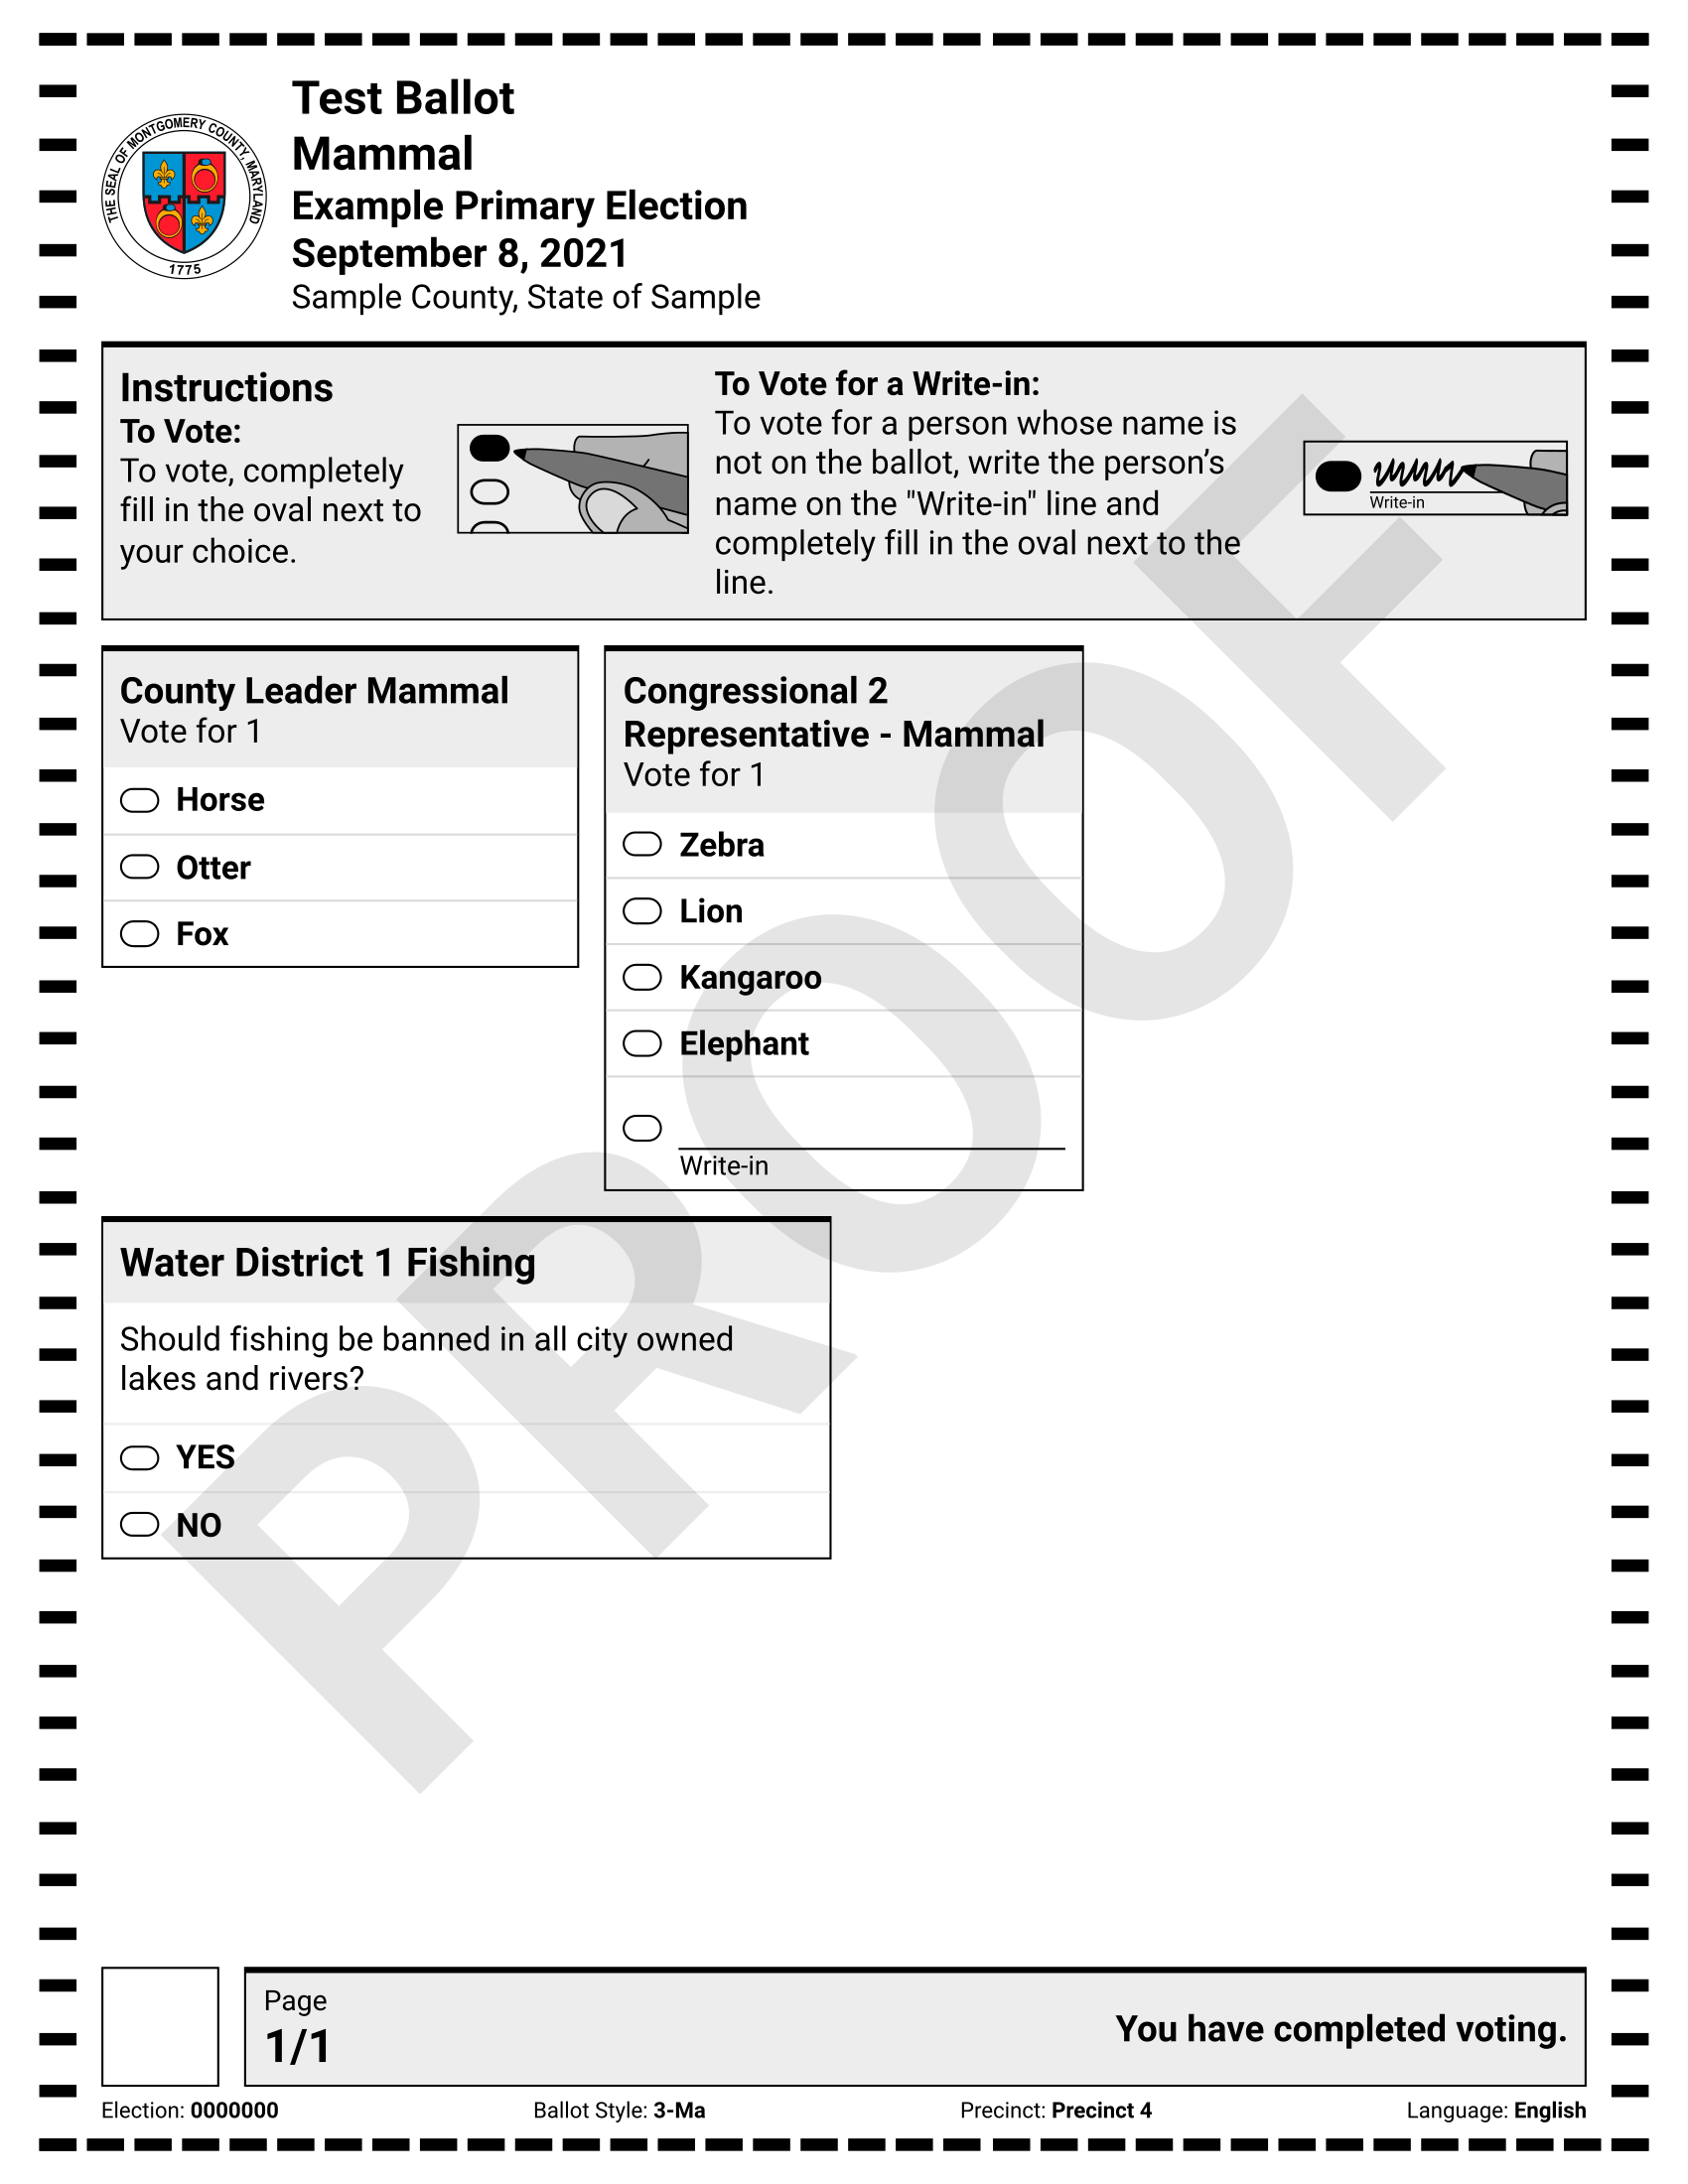 THE SEAL OF MONTGOMERY COUNTY, MARYLAND
1775
Test Ballot
Mammal
Example Primary Election
September 8, 2021
Sample County, State of Sample
Instructions
To Vote:
To vote, completely
fill in the oval next to
your choice.
To Vote for a Write-in:
To vote for a person whose name is
not on the ballot, write the person’s
name on the "Write-in" line and
completely fill in the oval next to the
line.
Write-in
County Leader Mammal
Vote for 1
Horse
Otter
Fox
Congressional 2
Representative - Mammal
Vote for 1
Zebra
Lion
Kangaroo
Elephant
Write-in
Water District 1 Fishing
Should fishing be banned in all city owned
lakes and rivers?
YES
NO
PROOF
Page
1/1
You have completed voting.
Election: 0000000
Ballot Style: 3-Ma
Precinct: Precinct 4
Language: English